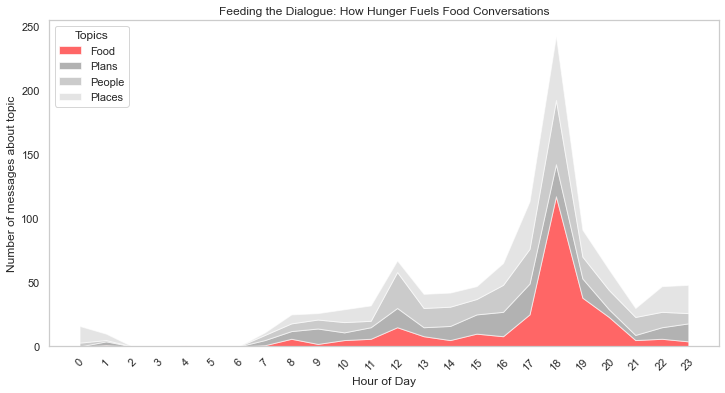 Feeding the Dialogue: How Hunger Fuels Food Conversations
Topics
Food
Plans
People
Places
250
200
150
100
50
0
Number of messages about topic
0 1 2 3 4 5 6 7 8 9 10 11 12 13 14 15 16 17 18 19 20 21 22 23
Hour of Day